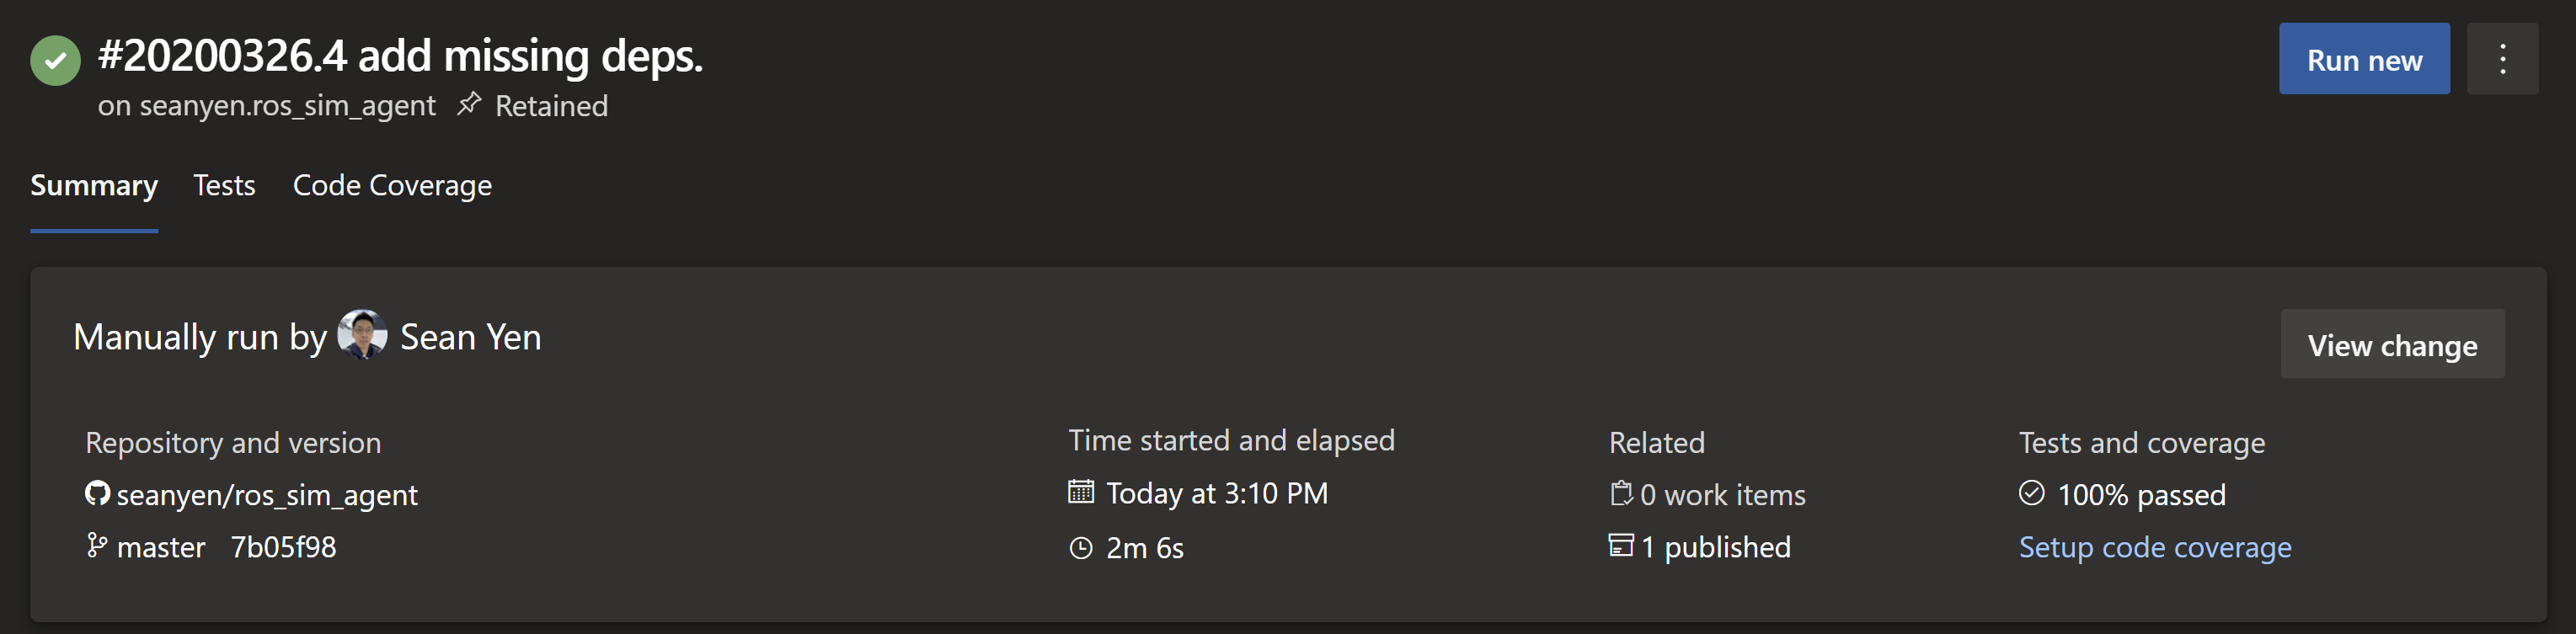 #20200326.4 add missing deps.
on seanyen.ros_sim_agent Retained
Run new
Summary Tests Code Coverage
Manually run by Sean Yen
View change
Repository and version
seanyen/ros_sim_agent
master 7b05f98
Time started and elapsed
Today at 3:10 PM
2m 6s
Related
0 work items
1 published
Tests and coverage
100% passed
Setup code coverage